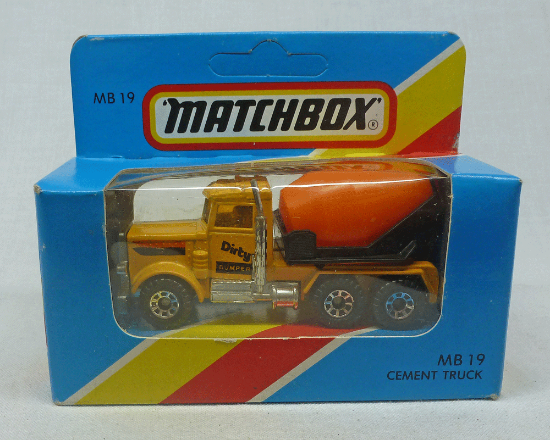 MB 19
"MATCHBOX"
®
Dirty
DUMPER
MB 19
CEMENT TRUCK